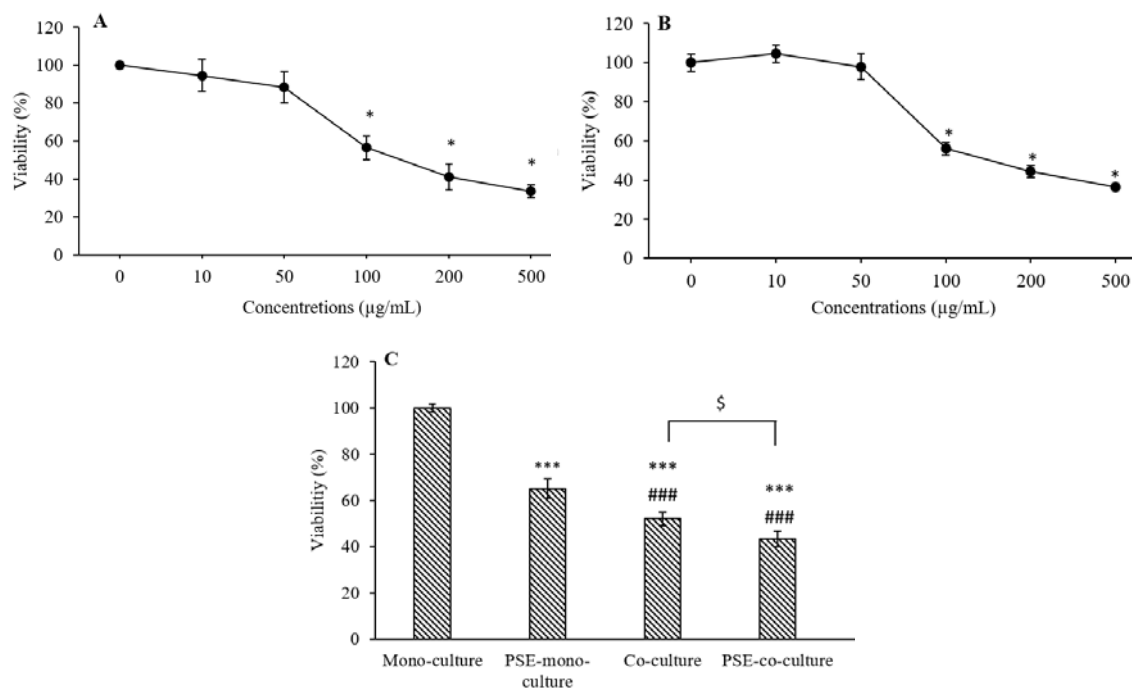 A
120
100
80
60
40
20
0
Viability (%)
*
*
*
0 10 50 100 200 500
Concentretions (µg/mL)
B
120
100
80
60
40
20
0
Viability (%)
*
*
*
0 10 50 100 200 500
Concentrations (µg/mL)
C
120
100
80
60
40
20
0
Viabilitiy (%)
$
***
***
###
***
###
Mono-culture PSE-mono- Co-culture PSE-co-culture
culture